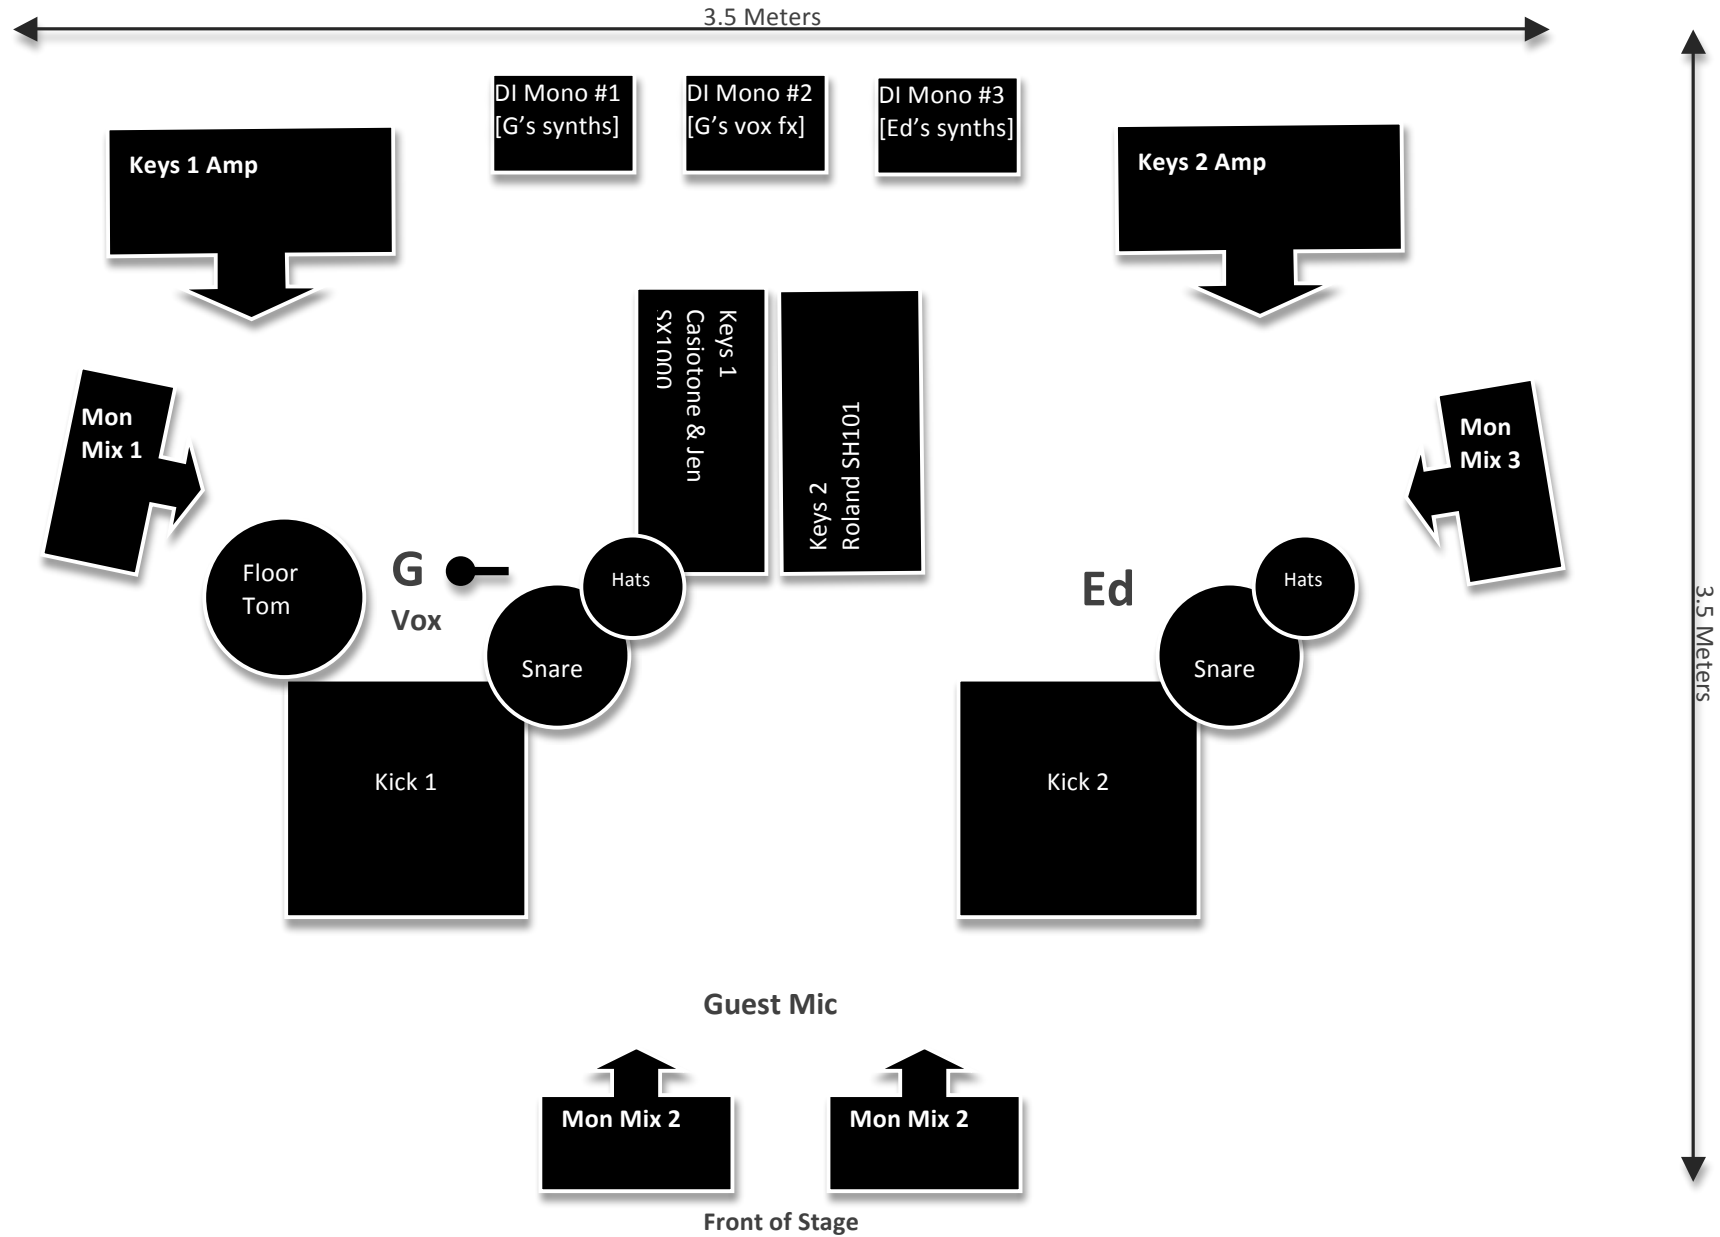 3.5 Meters
DI Mono #1
[G's synths]
DI Mono #2
[G's vox fx]
DI Mono #3
[Ed's synths]
Keys 1 Amp
Keys 2 Amp
Keys 1
Casiotone & Jen
SX1000
Keys 2
Roland SH101
Mon
Mix 1
Mon
Mix 3
Floor
Tom
G
Vox
Hats
Snare
Ed
Hats
Snare
3.5 Meters
Kick 1
Kick 2
Guest Mic
Mon Mix 2
Mon Mix 2
Front of Stage